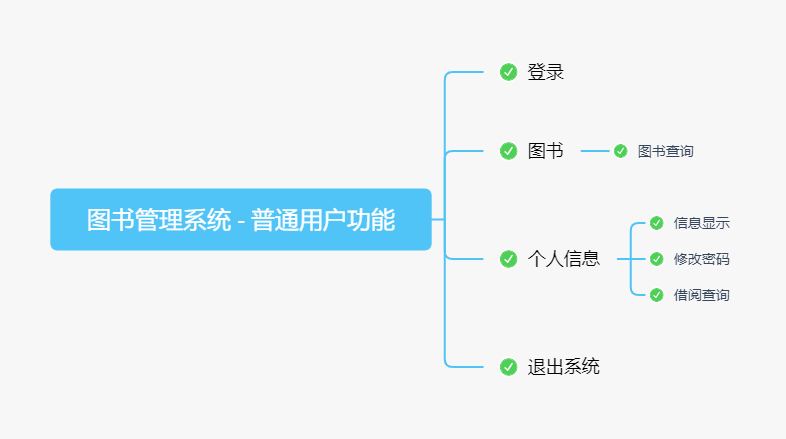 图书管理系统 - 普通用户功能
登录
图书
图书查询
个人信息
信息显示
修改密码
借阅查询
退出系统